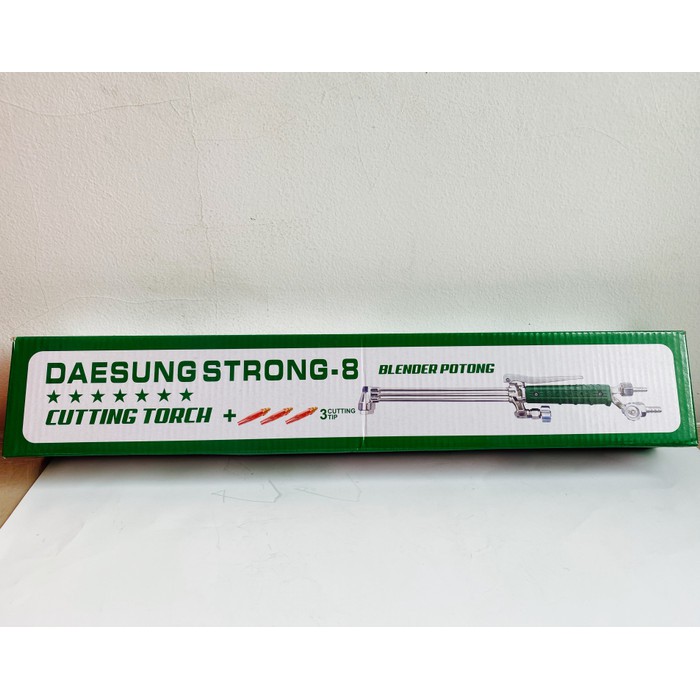 DAESUNG STRONG-8
★★★★★★★
CUTTING TORCH + 3 CUTTING TIP
BLENDER POTONG